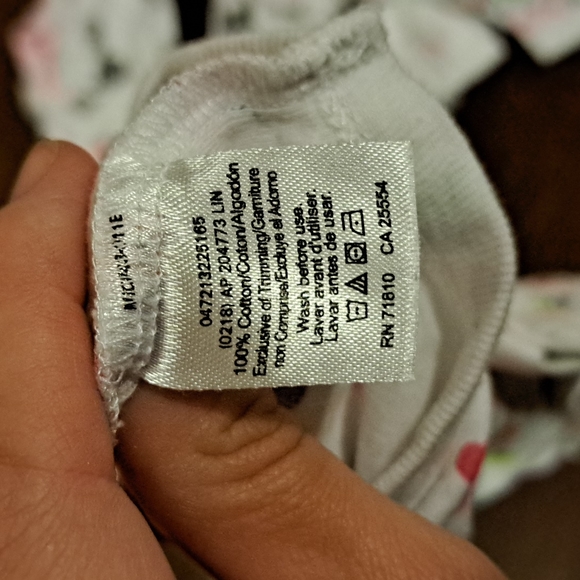 047213225165
(0218) AP 204773 LIN
100% Cotton/Coton/Algodón
Exclusive of Trimming/Garniture
non Comprise/Excluye el Adorno
Wash before use.
Laver avant d'utiliser.
Lavar antes de usar.
RN 71810 CA 25554